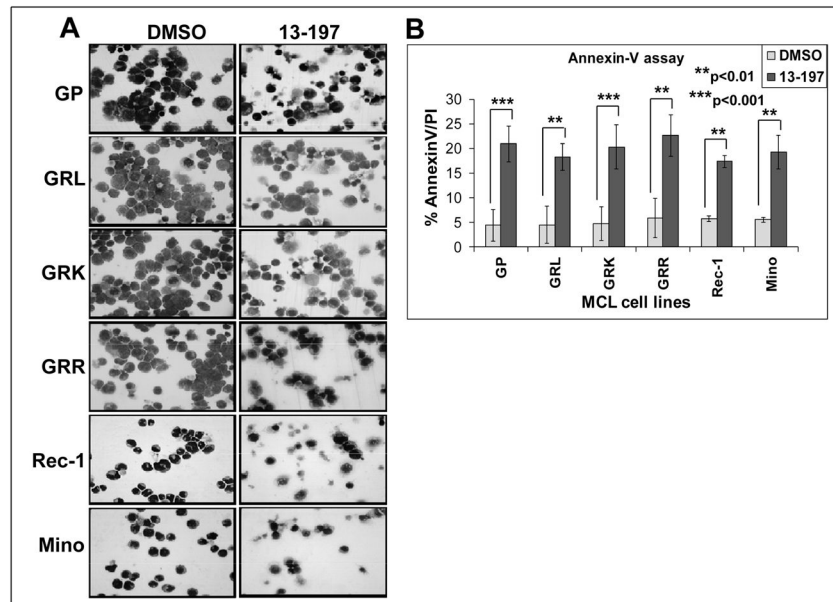 A
DMSO 13-197
GP
GRL
GRK
GRR
Rec-1
Mino
B
Annexin-V assay
DMSO
13-197
**p<0.01
***p<0.001
% AnnexinV/PI
30
25
20
15
10
5
0
*** ** *** ** ** **
GP GRL GRK GRR Rec-1 Mino
MCL cell lines